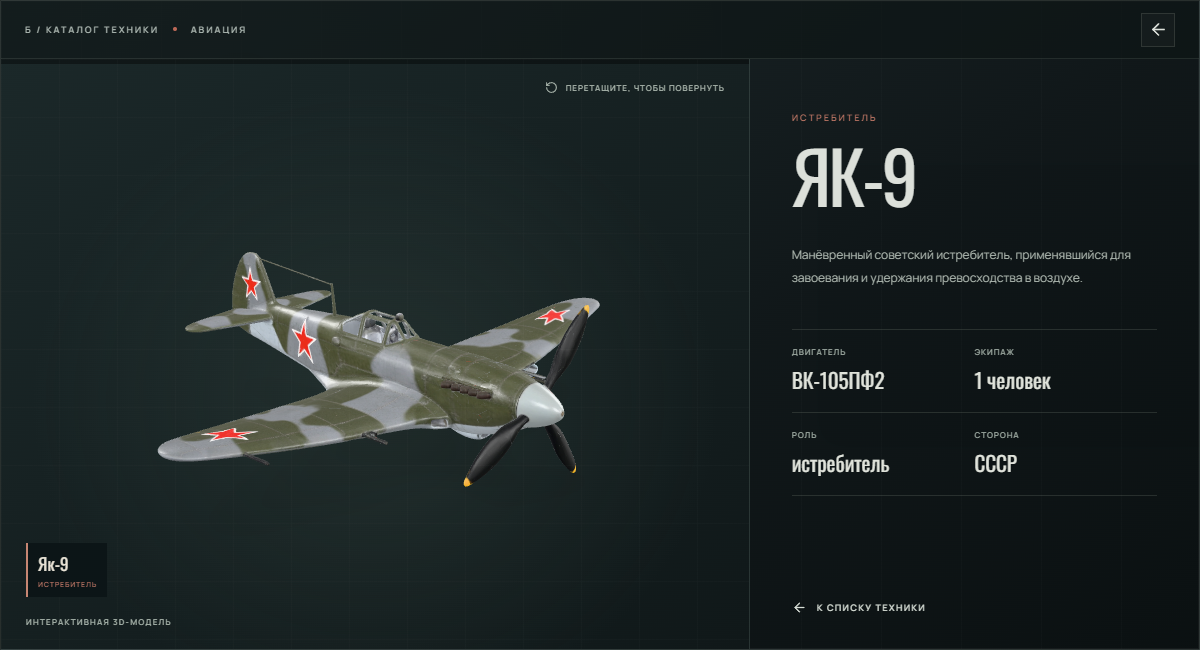 Б / КАТАЛОГ ТЕХНИКИ • АВИАЦИЯ
ПЕРЕТАЩИТЕ, ЧТОБЫ ПОВЕРНУТЬ
ИСТРЕБИТЕЛЬ
ЯК-9
Манёвренный советский истребитель, применявшийся для
завоевания и удержания превосходства в воздухе.
ДВИГАТЕЛЬ
ВК-105ПФ2
ЭКИПАЖ
1 человек
РОЛЬ
истребитель
СТОРОНА
СССР
Як-9
ИСТРЕБИТЕЛЬ
ИНТЕРАКТИВНАЯ 3D-МОДЕЛЬ
К СПИСКУ ТЕХНИКИ